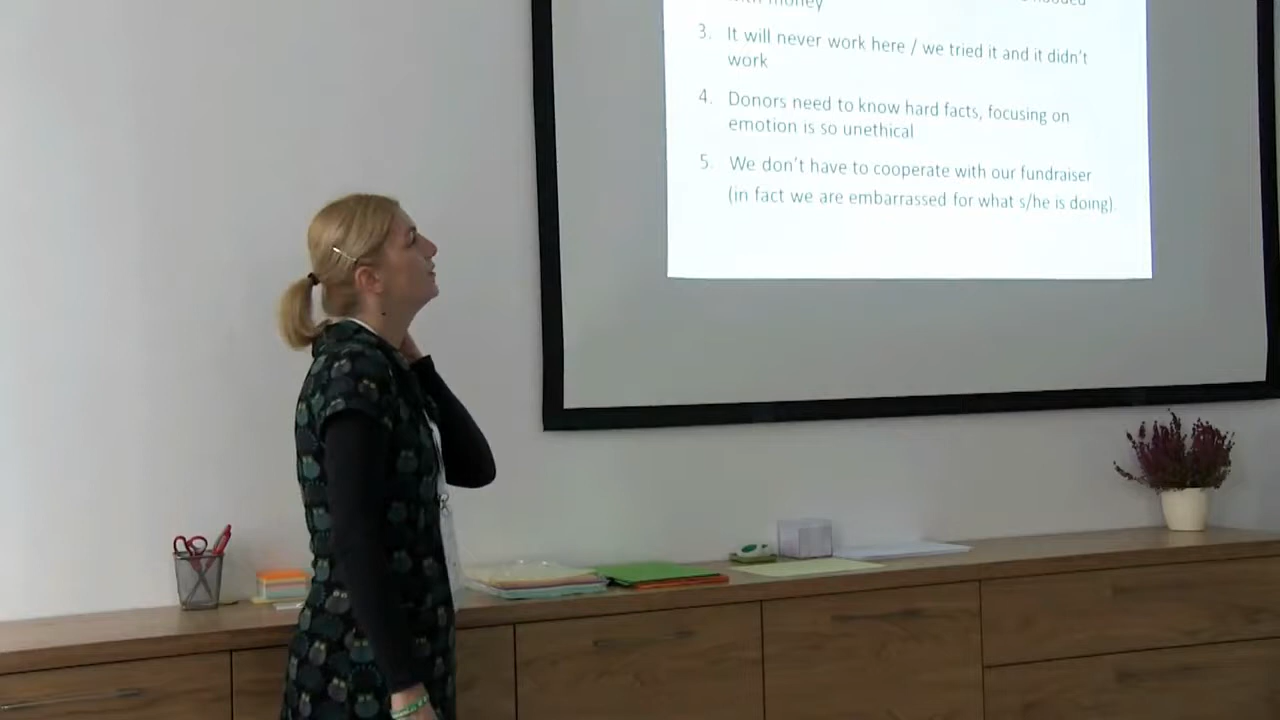 money
3. It will never work here / we tried it and it didn't
work
4. Donors need to know hard facts, focusing on
emotion is so unethical
5. We don't have to cooperate with our fundraiser
(in fact we are embarrassed for what s/he is doing).